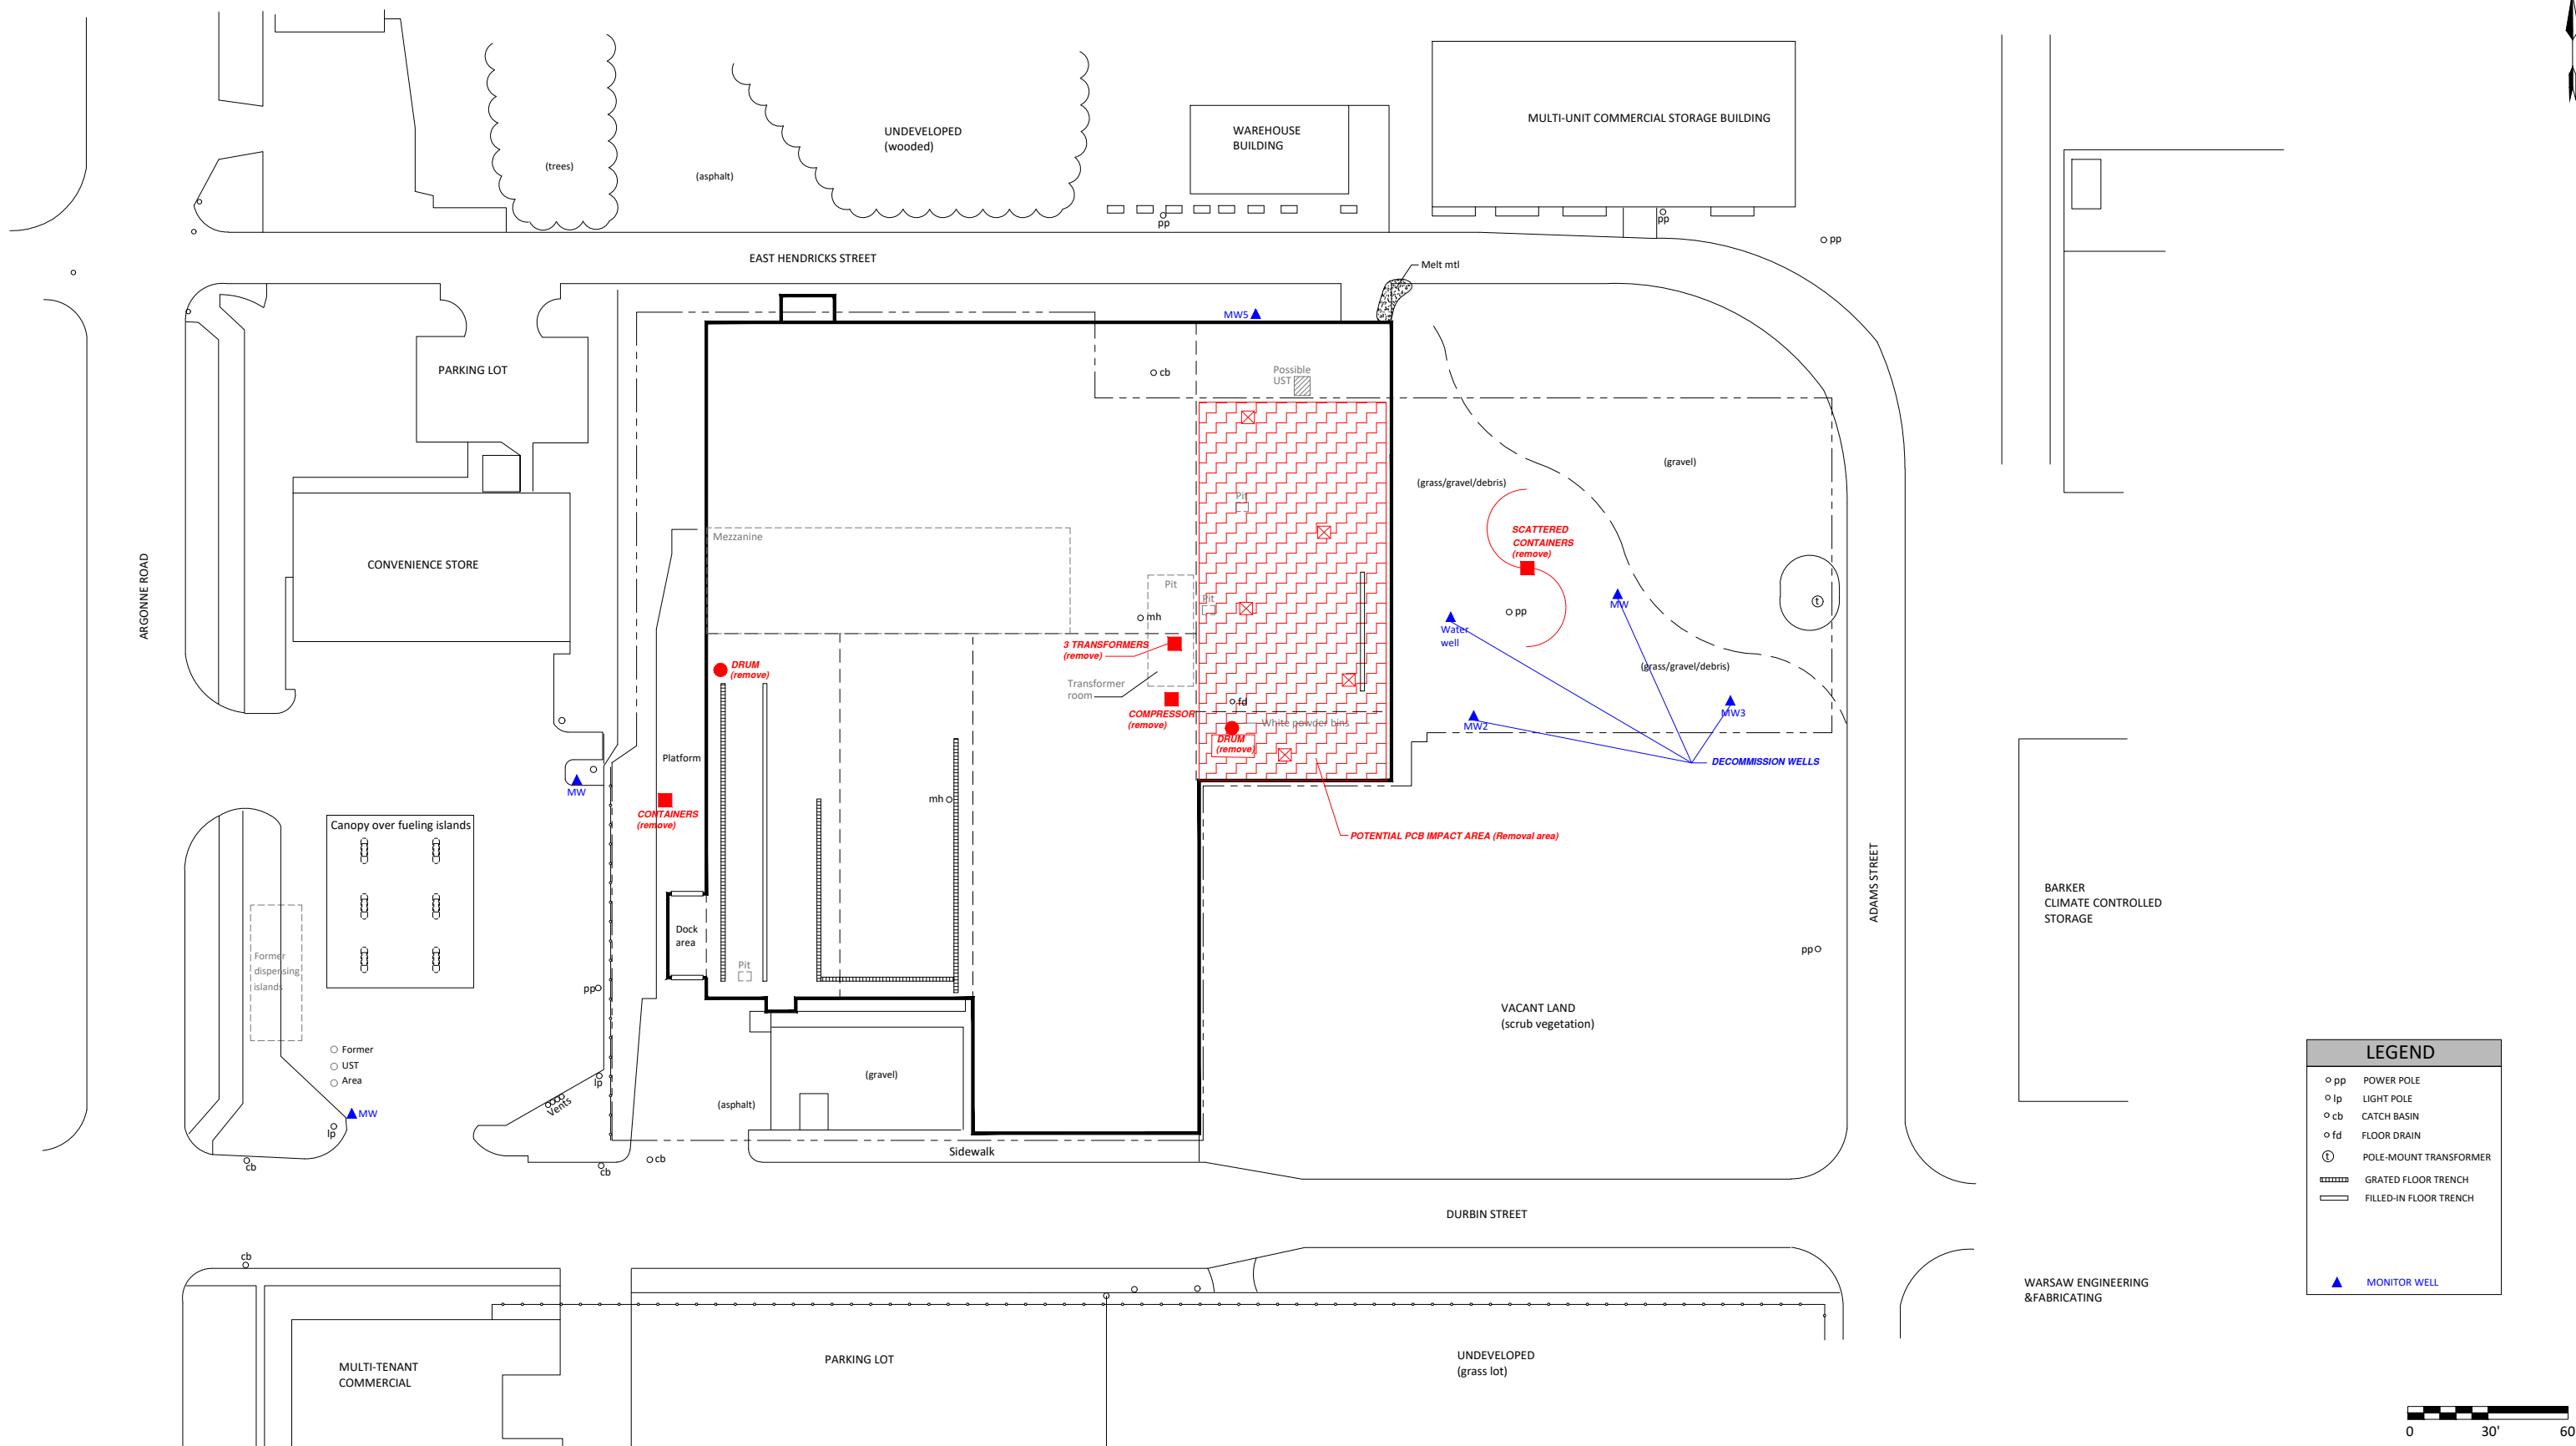 UNDEVELOPED
(wooded)
WAREHOUSE
BUILDING
MULTI-UNIT COMMERCIAL STORAGE BUILDING
(trees)
(asphalt)
pp
pp
pp
EAST HENDRICKS STREET
Melt mtl
MW5
PARKING LOT
cb
Possible
UST
(gravel)
(grass/gravel/debris)
Pit
SCATTERED
CONTAINERS
(remove)
Mezzanine
CONVENIENCE STORE
ARGONNE ROAD
Pit
Pit
mh
MW
t
pp
Water
well
3 TRANSFORMERS
(remove)
DRUM
(remove)
(grass/gravel/debris)
Transformer
room
fd
COMPRESSOR
(remove)
White powder bins
MW2
MW3
DRUM
(remove)
Platform
DECOMMISSION WELLS
MW
mh
CONTAINERS
(remove)
Canopy over fueling islands
POTENTIAL PCB IMPACT AREA (Removal area)
ADAMS STREET
BARKER
CLIMATE CONTROLLED
STORAGE
Dock
area
pp
Former
dispensing
islands
Pit
pp
VACANT LAND
(scrub vegetation)
Former
UST
Area
(gravel)
lp
Vents
(asphalt)
MW
lp
Sidewalk
cb
cb
cb
LEGEND
pp POWER POLE
lp LIGHT POLE
cb CATCH BASIN
fd FLOOR DRAIN
t POLE-MOUNT TRANSFORMER
GRATED FLOOR TRENCH
FILLED-IN FLOOR TRENCH
MONITOR WELL
DURBIN STREET
cb
WARSAW ENGINEERING
&FABRICATING
MULTI-TENANT
COMMERCIAL
PARKING LOT
UNDEVELOPED
(grass lot)
0 30' 60